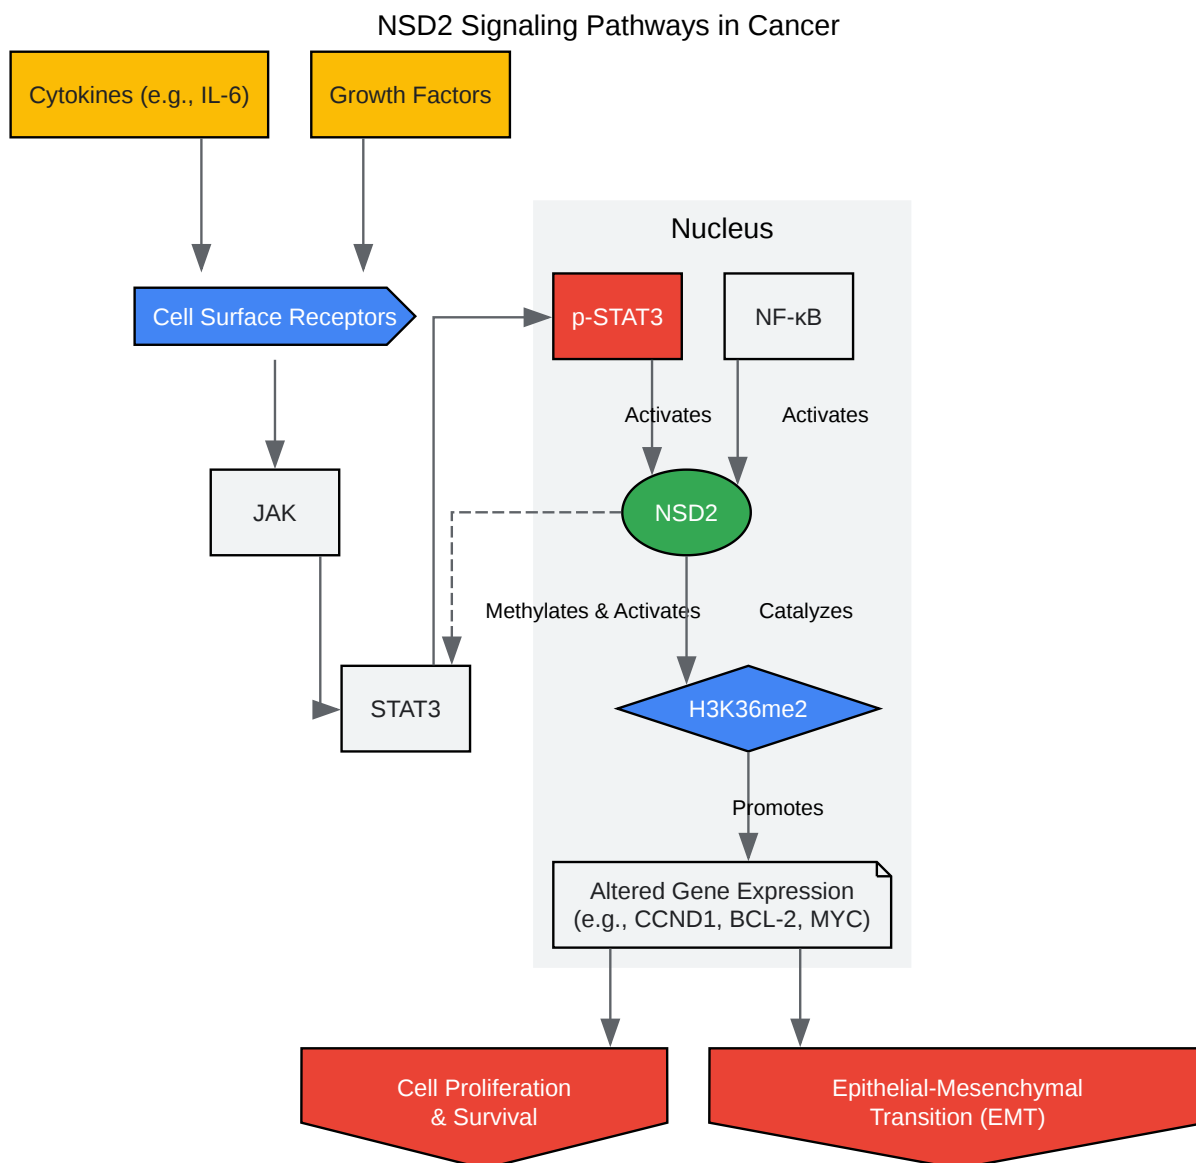 NSD2 Signaling Pathways in Cancer
Cytokines (e.g., IL-6)
Growth Factors
Nucleus
Cell Surface Receptors
p-STAT3
NF-κB
Activates
Activates
JAK
NSD2
Methylates & Activates
Catalyzes
STAT3
H3K36me2
Promotes
Altered Gene Expression
(e.g., CCND1, BCL-2, MYC)
Cell Proliferation
& Survival
Epithelial-Mesenchymal
Transition (EMT)